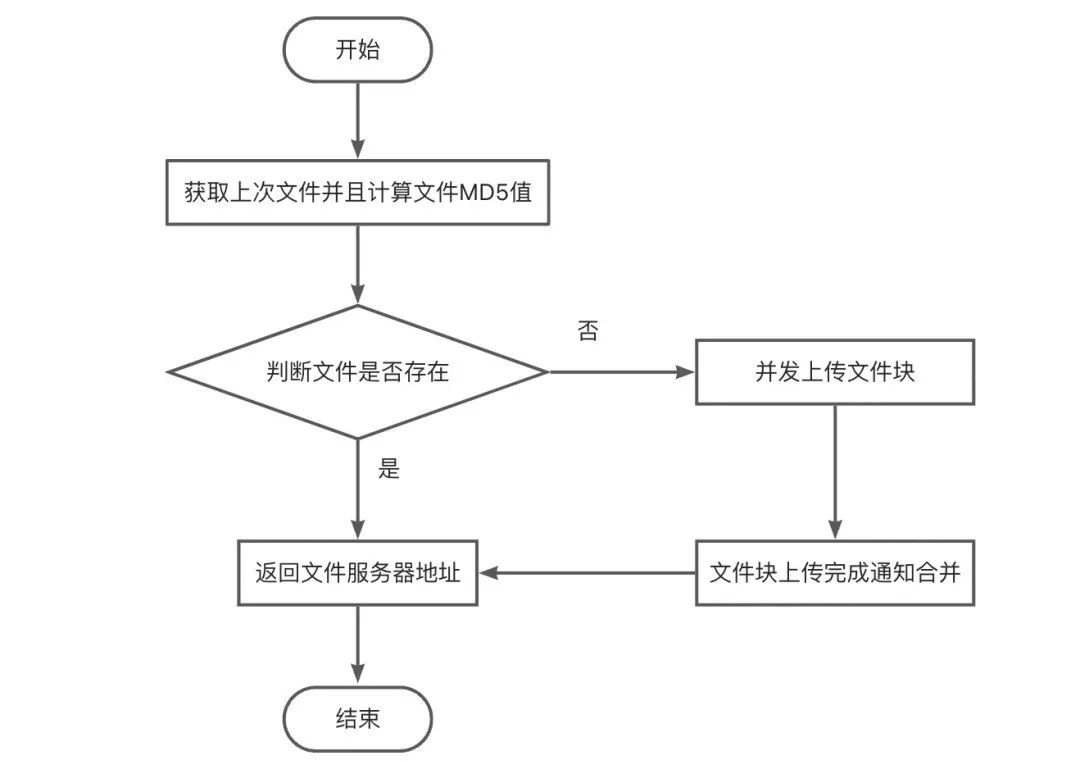 开始
获取上次文件并且计算文件MD5值
判断文件是否存在
否
并发上传文件块
是
返回文件服务器地址
文件块上传完成通知合并
结束